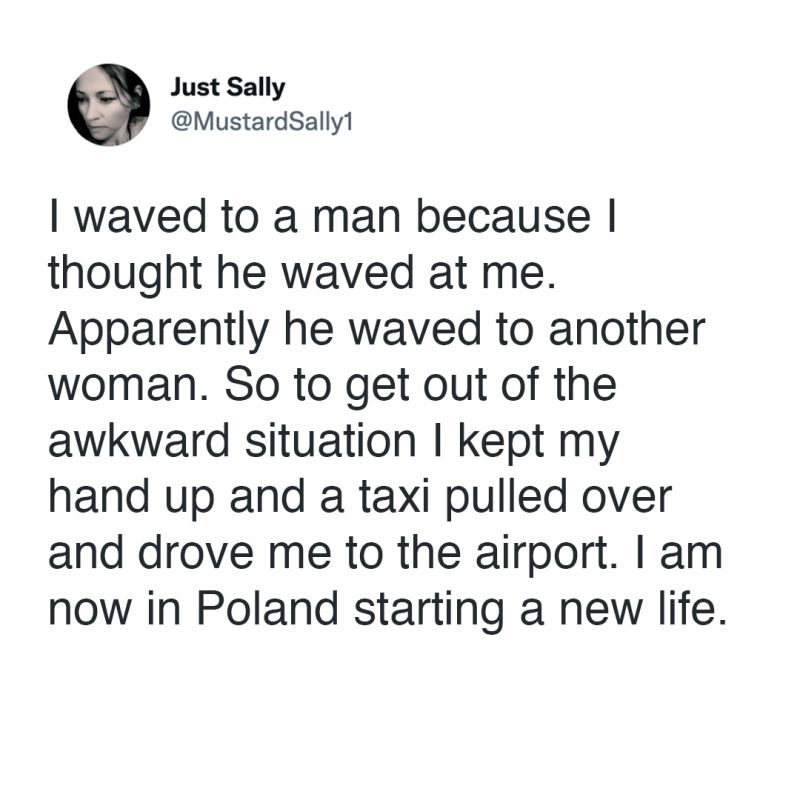 Just Sally
@MustardSally1
I waved to a man because I
thought he waved at me.
Apparently he waved to another
woman. So to get out of the
awkward situation I kept my
hand up and a taxi pulled over
and drove me to the airport. I am
now in Poland starting a new life.